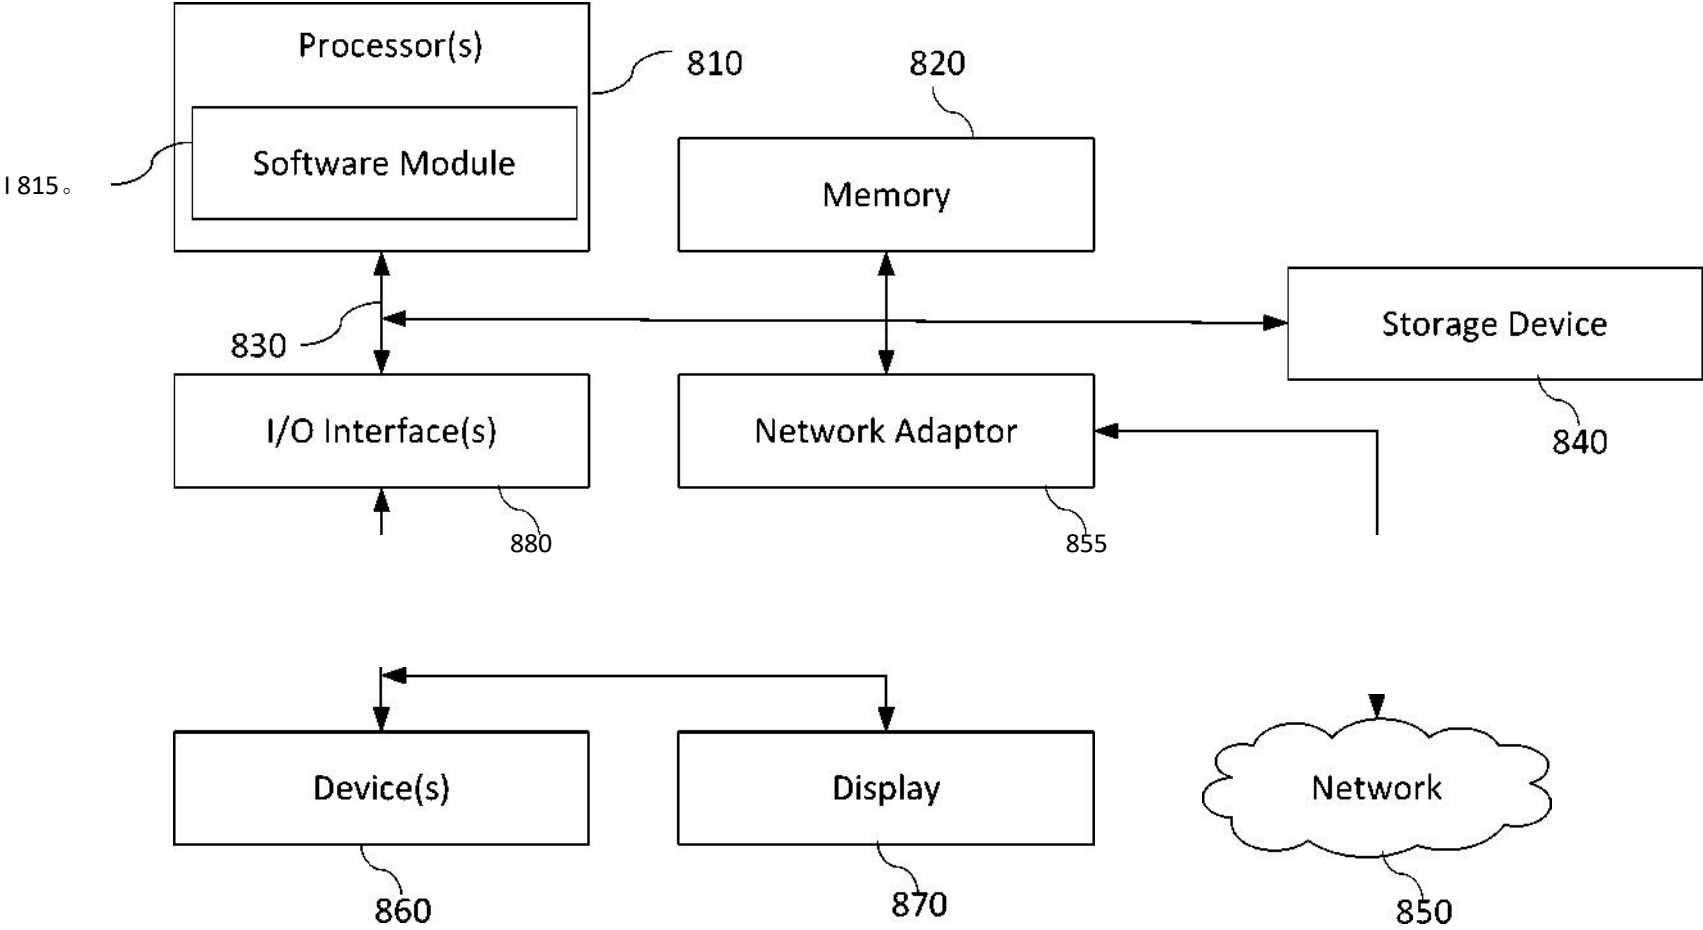 Processor(s)
810
820
Software Module
I 815。
Memory
830
Storage Device
I/O Interface(s)
Network Adaptor
840
880
855
Device(s)
Display
Network
860
870
850